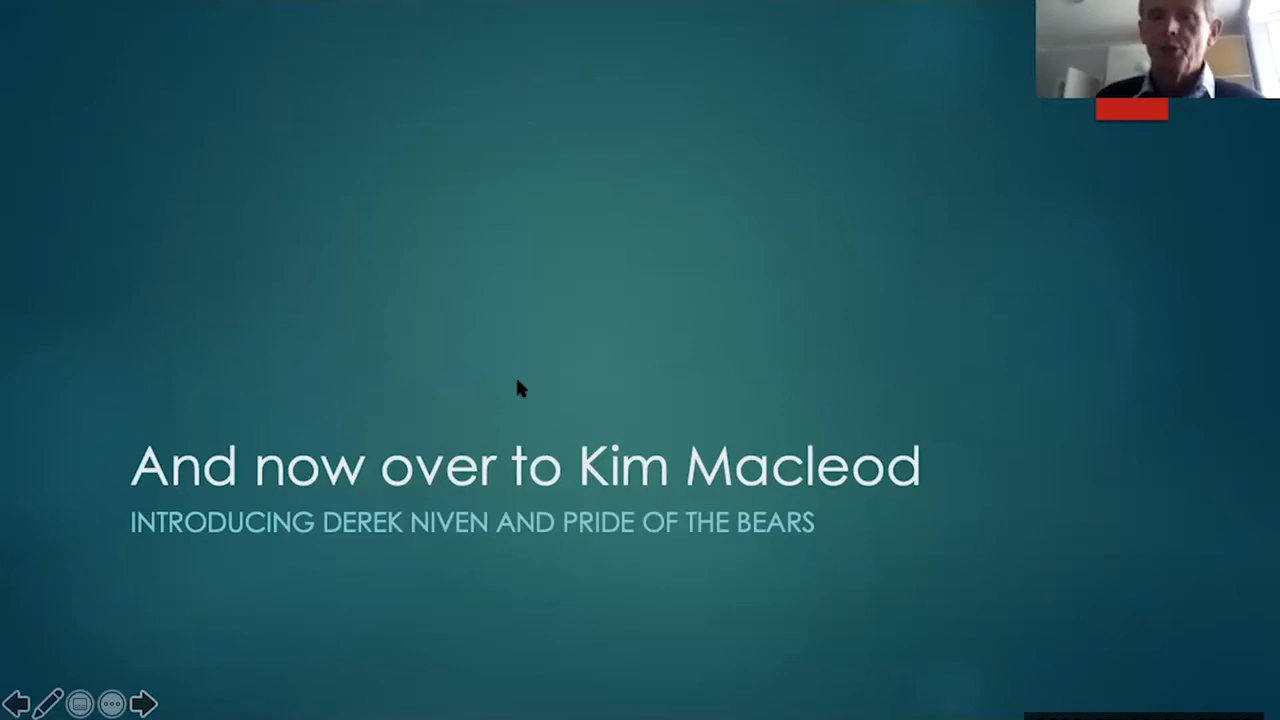 And now over to Kim Macleod
INTRODUCING DEREK NIVEN AND PRIDE OF THE BEARS